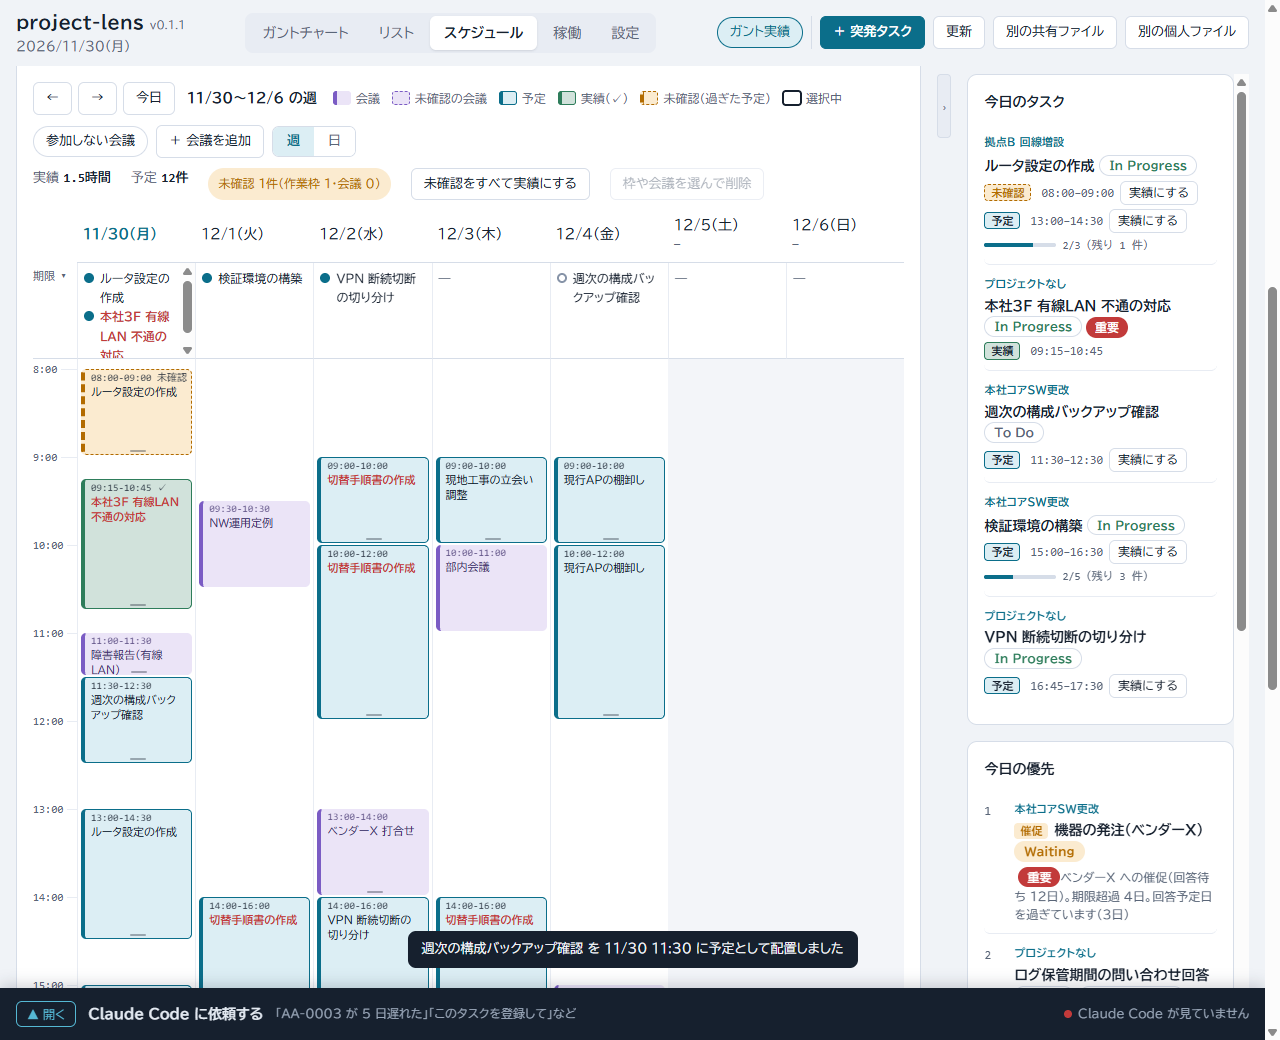 project-lens v0.1.1
2026/11/30(月)
ガントチャート リスト スケジュール 稼働 設定
ガント実績 ＋ 突発タスク 更新 別の共有ファイル 別の個人ファイル
← → 今日 11/30〜12/6 の週 会議 未確認の会議 予定 実績(✓) 未確認(過ぎた予定) 選択中
参加しない会議 ＋ 会議を追加 週 日
実績 1.5時間 予定 12件 未確認 1件(作業枠 1・会議 0) 未確認をすべて実績にする 枠や会議を選んで削除
11/30(月) 12/1(火) 12/2(水) 12/3(木) 12/4(金) 12/5(土) 12/6(日)
– –
期限 ▾
ルータ設定の作成
本社3F 有線LAN 不通の対応
検証環境の構築
VPN 断続切断の切り分け
—
週次の構成バックアップ確認
—
—
8:00
9:00
10:00
11:00
12:00
13:00
14:00
15:00
08:00-09:00 未確認
ルータ設定の作成
09:15-10:45 ✓
本社3F 有線LAN
不通の対応
11:00-11:30
障害報告(有線
LAN)
11:30-12:30
週次の構成バック
アップ確認
13:00-14:30
ルータ設定の作成
09:30-10:30
NW運用定例
14:00-16:00
切替手順書の作成
09:00-10:00
切替手順書の作成
10:00-12:00
切替手順書の作成
13:00-14:00
ベンダーX 打合せ
14:00-16:00
VPN 断続切断の
切り分け
09:00-10:00
現地工事の立会い
調整
10:00-11:00
部内会議
14:00-16:00
切替手順書の作成
09:00-10:00
現行APの棚卸し
10:00-12:00
現行APの棚卸し
週次の構成バックアップ確認 を 11/30 11:30 に予定として配置しました
›
今日のタスク
拠点B 回線増設
ルータ設定の作成 In Progress
未確認 08:00–09:00 実績にする
予定 13:00–14:30 実績にする
2/3 (残り 1 件)
プロジェクトなし
本社3F 有線LAN 不通の対応
In Progress 重要
実績 09:15–10:45
本社コアSW更改
週次の構成バックアップ確認
To Do
予定 11:30–12:30 実績にする
本社コアSW更改
検証環境の構築 In Progress
予定 15:00–16:30 実績にする
2/5 (残り 3 件)
プロジェクトなし
VPN 断続切断の切り分け
In Progress
予定 16:45–17:30 実績にする
今日の優先
1 本社コアSW更改
催促 機器の発注(ベンダーX)
Waiting
重要 ベンダーX への催促(回答待
ち 12日)。期限超過 4日。回答予定日
を過ぎています(3日)
2 プロジェクトなし
ログ保管期間の問い合わせ回答
▲ 開く Claude Code に依頼する 「AA-0003 が 5 日遅れた」「このタスクを登録して」など
Claude Code が見ていません